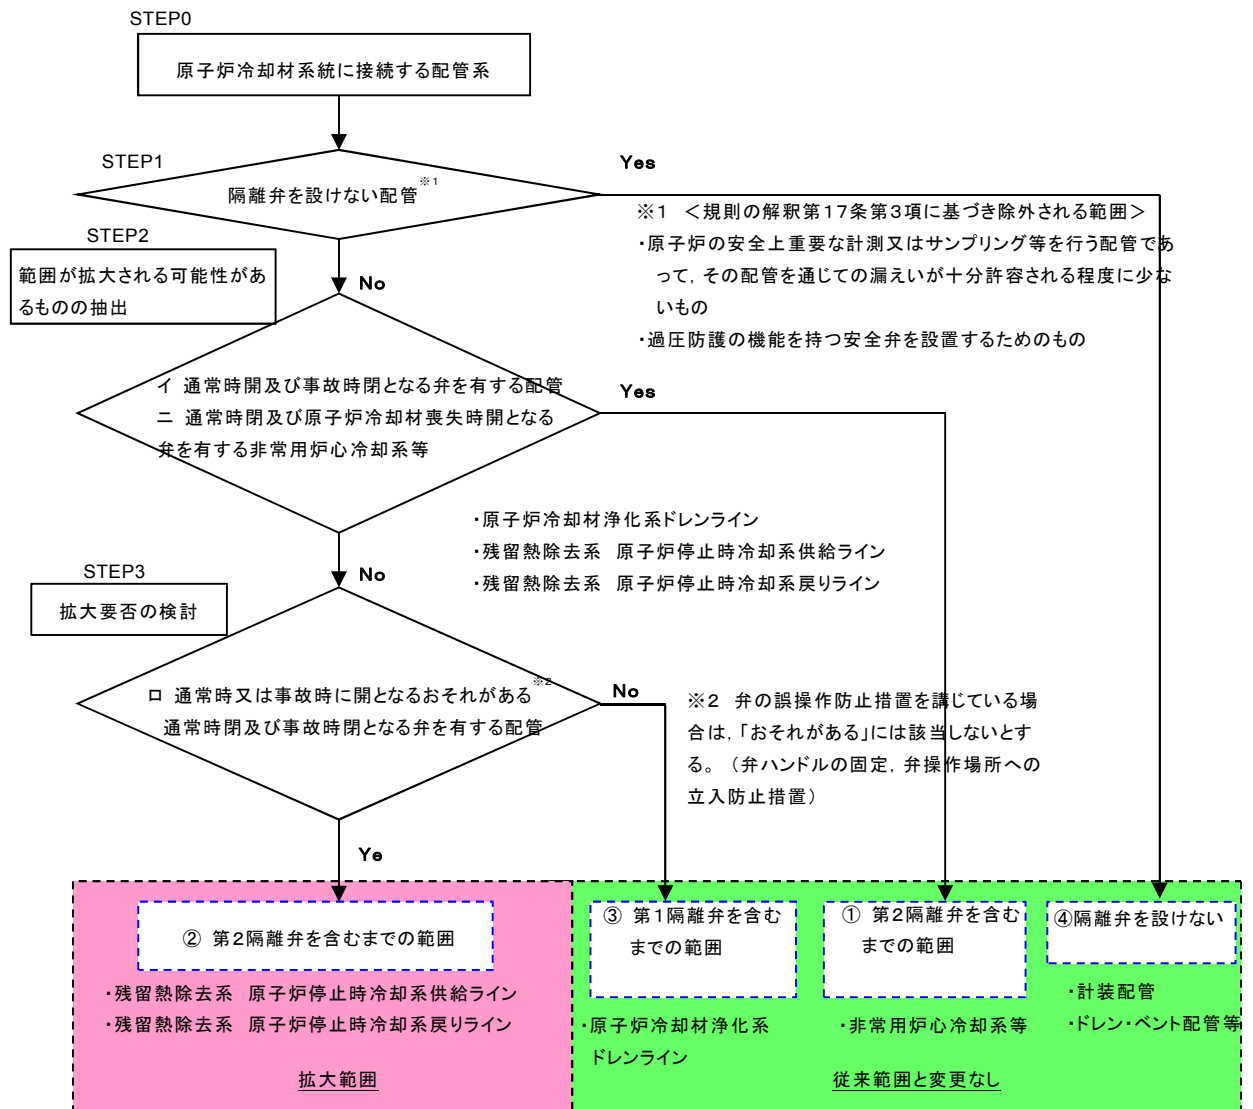 STEP0
原子炉冷却材系統に接続する配管系
STEP1
隔離弁を設けない配管※1
Yes
※1 ＜規則の解釈第17条第3項に基づき除外される範囲＞
・原子炉の安全上重要な計測又はサンプリング等を行う配管であ
って，その配管を通じての漏えいが十分許容される程度に少な
いもの
・過圧防護の機能を持つ安全弁を設置するためのもの
STEP2
範囲が拡大される可能性があ
るものの抽出
No
イ 通常時開及び事故時閉となる弁を有する配管
ニ 通常時閉及び原子炉冷却材喪失時開となる
弁を有する非常用炉心冷却系等
Yes
・原子炉冷却材浄化系ドレンライン
・残留熱除去系 原子炉停止時冷却系供給ライン
・残留熱除去系 原子炉停止時冷却系戻りライン
No
STEP3
拡大要否の検討
ロ 通常時又は事故時に開となるおそれがある※2
通常時閉及び事故時閉となる弁を有する配管
No
※2 弁の誤操作防止措置を講じている場
合は，「おそれがある」には該当しないとす
る。（弁ハンドルの固定，弁操作場所への
立入防止措置）
Ye
② 第2隔離弁を含むまでの範囲
・残留熱除去系 原子炉停止時冷却系供給ライン
・残留熱除去系 原子炉停止時冷却系戻りライン
拡大範囲
③ 第1隔離弁を含む
までの範囲
・原子炉冷却材浄化系
ドレンライン
① 第2隔離弁を含む
までの範囲
・非常用炉心冷却系等
④隔離弁を設けない
・計装配管
・ドレン・ベント配管等
従来範囲と変更なし